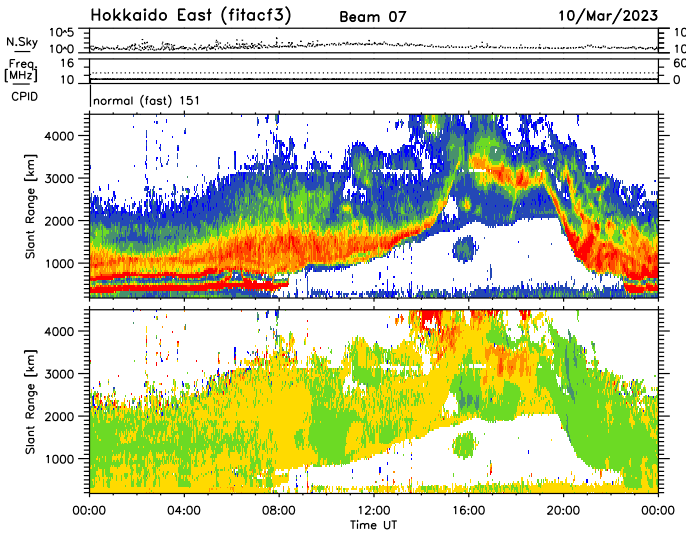 Hokkaido East (fitacf3) Beam 07 10/Mar/2023
N.Sky 10^5 10^0 10 10
Freq. [MHz] 16 10 60 0
CPID normal (fast) 151
Slant Range [km] 4000 3000 2000 1000
Slant Range [km] 4000 3000 2000 1000
00:00 04:00 08:00 12:00 16:00 20:00 00:00
Time UT